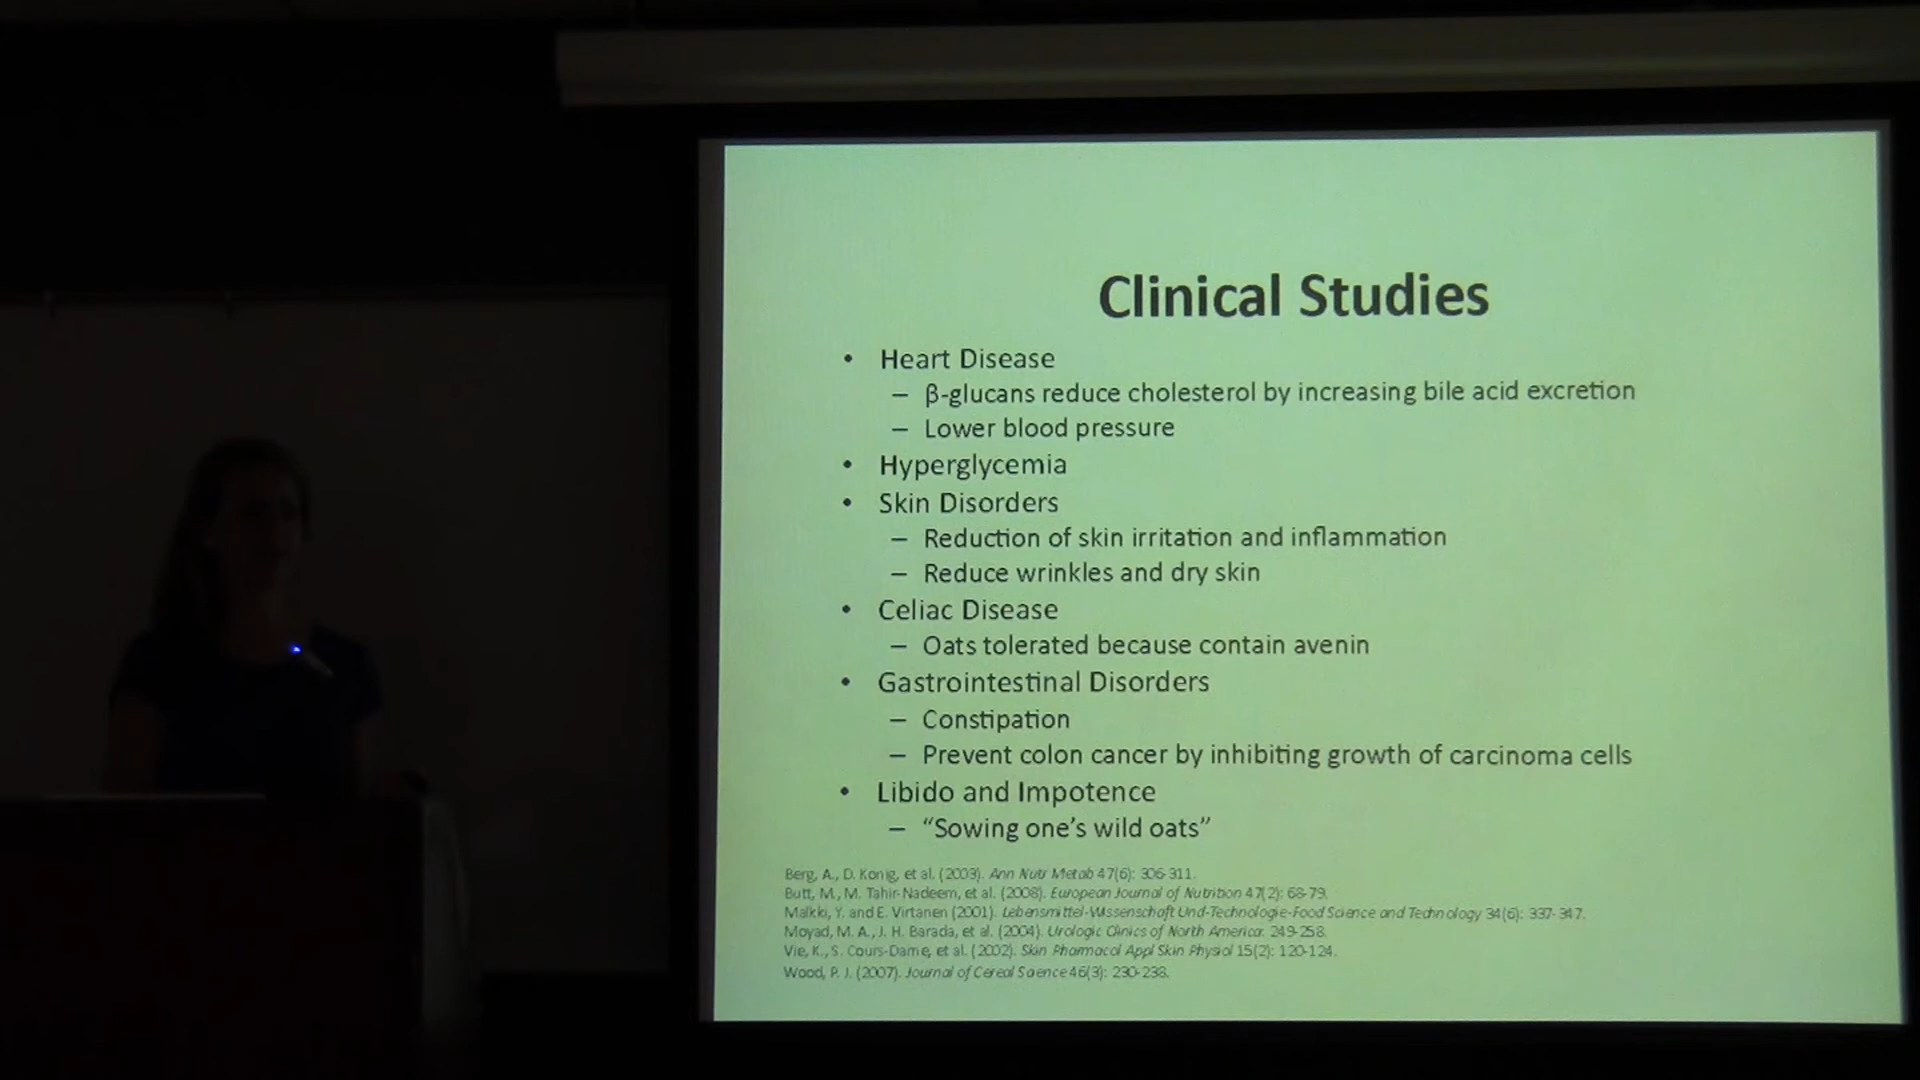 Clinical Studies
• Heart Disease
– β-glucans reduce cholesterol by increasing bile acid excretion
– Lower blood pressure
• Hyperglycemia
• Skin Disorders
– Reduction of skin irritation and inflammation
– Reduce wrinkles and dry skin
• Celiac Disease
– Oats tolerated because contain avenin
• Gastrointestinal Disorders
– Constipation
– Prevent colon cancer by inhibiting growth of carcinoma cells
• Libido and Impotence
– “Sowing one’s wild oats”
Berg, A., D. Konig, et al. (2003). Ann Nutr Metab 47(6): 306-311.
Butt, M., M. Tahir-Nadeem, et al. (2008). European Journal of Nutrition 47(2): 68-79.
Malkki, Y. and E. Virtanen (2001). Lebensmittel-Wissenschaft Und-Technologie-Food Science and Technology 34(6): 337-347.
Moyad, M. A., J. H. Barada, et al. (2004). Urologic Clinics of North America: 249-258.
Vie, K., S. Cours-Dame, et al. (2002). Skin Pharmacol Appl Skin Physiol 15(2): 120-124.
Wood, P. J. (2007). Journal of Cereal Science 46(3): 230-238.